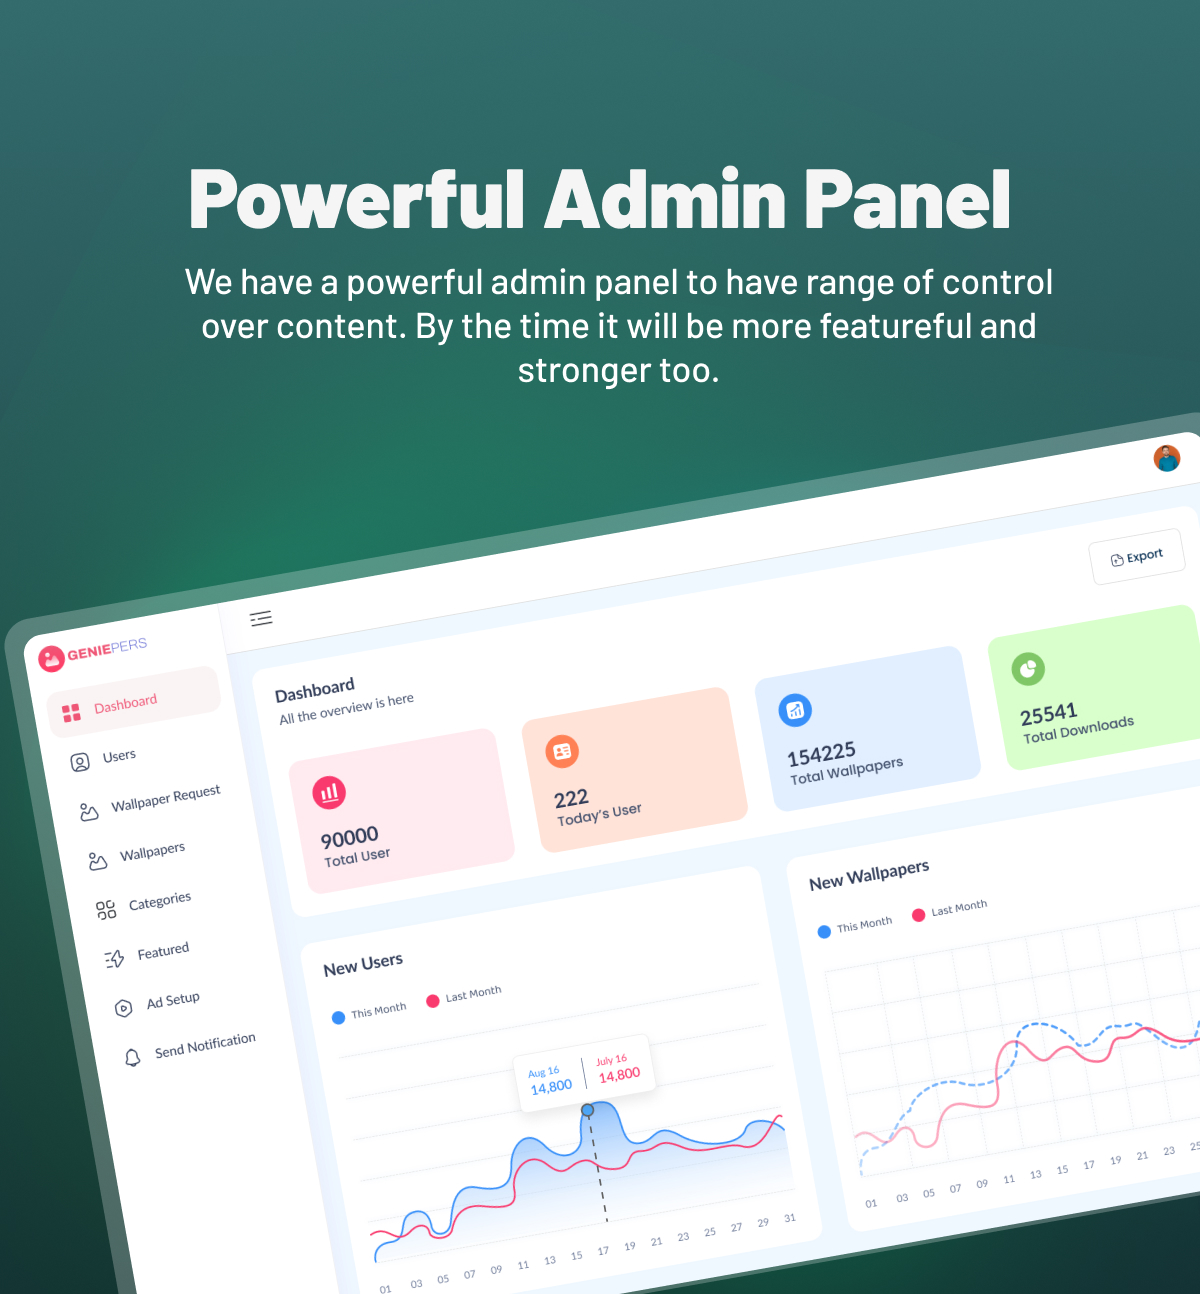 Powerful Admin Panel
We have a powerful admin panel to have range of control
over content. By the time it will be more featureful and
stronger too.
GENIEPERS
Dashboard
Users
Wallpaper Request
Wallpapers
Categories
Featured
Ad Setup
Send Notification
Dashboard
All the overview is here
Export
90000
Total User
222
Today's User
154225
Total Wallpapers
25541
Total Downloads
New Users
This Month Last Month
Aug 16 July 16
14,800 14,800
01 03 05 07 09 11 13 15 17 19 21 23 25 27 29 31
New Wallpapers
This Month Last Month
01 03 05 07 09 11 13 15 17 19 21 23 25